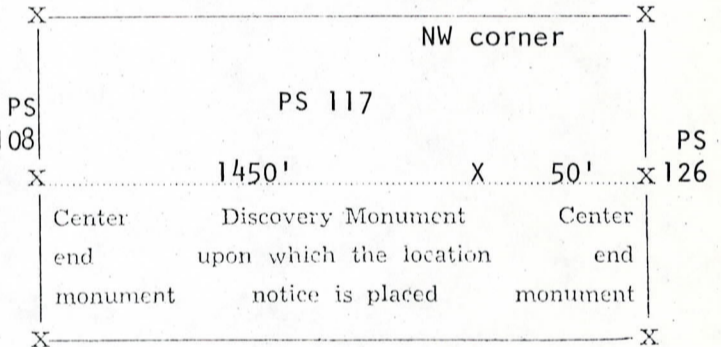 X X
NW corner
PS 117
PS 108
PS 126
X 1450' X 50' X
Center Discovery Monument Center
end upon which the location end
monument notice is placed monument
X X